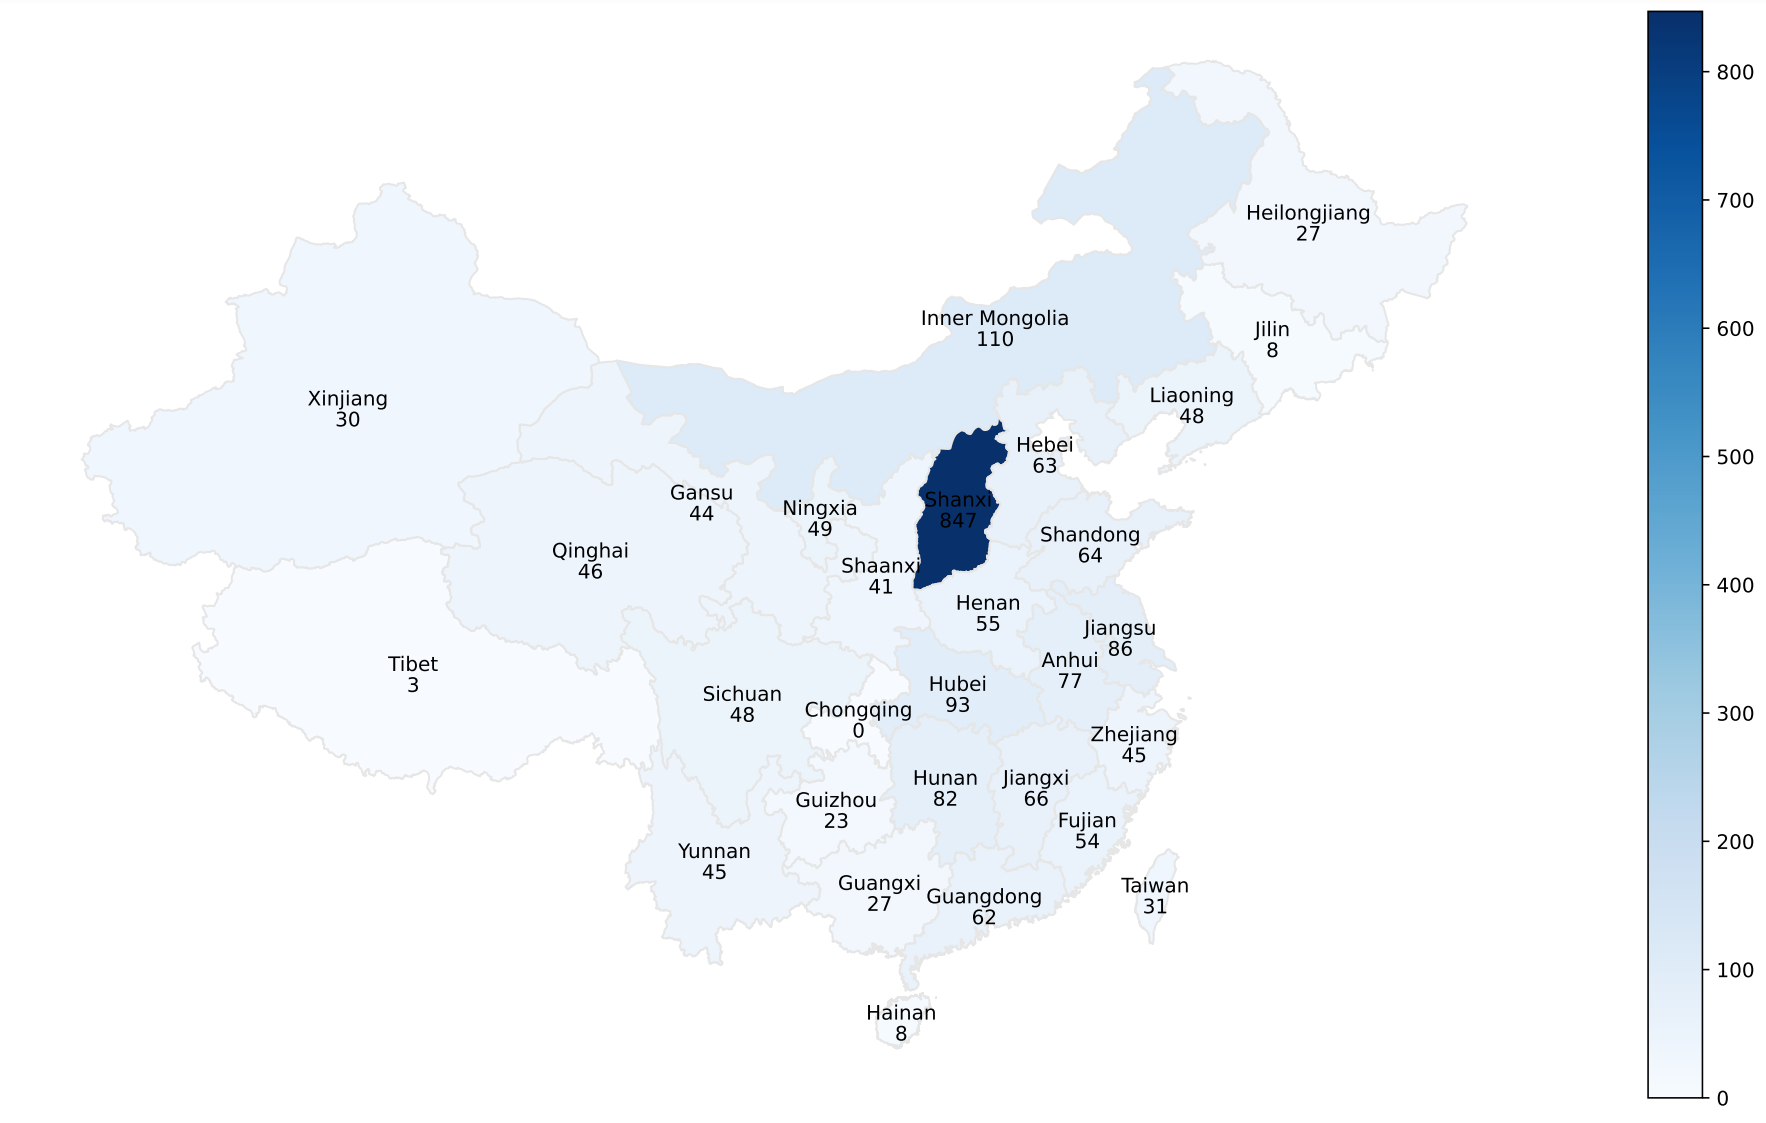 Heilongjiang
27
Inner Mongolia
110
Jilin
8
Xinjiang
30
Liaoning
48
Hebei
63
Gansu
44
Ningxia
49
Shanxi
847
Shandong
64
Qinghai
46
Shaanxi
41
Henan
55
Jiangsu
86
Tibet
3
Anhui
77
Sichuan
48
Hubei
93
Chongqing
0
Zhejiang
45
Hunan
82
Jiangxi
66
Guizhou
23
Fujian
54
Yunnan
45
Guangxi
27
Guangdong
62
Taiwan
31
Hainan
8
800
700
600
500
400
300
200
100
0